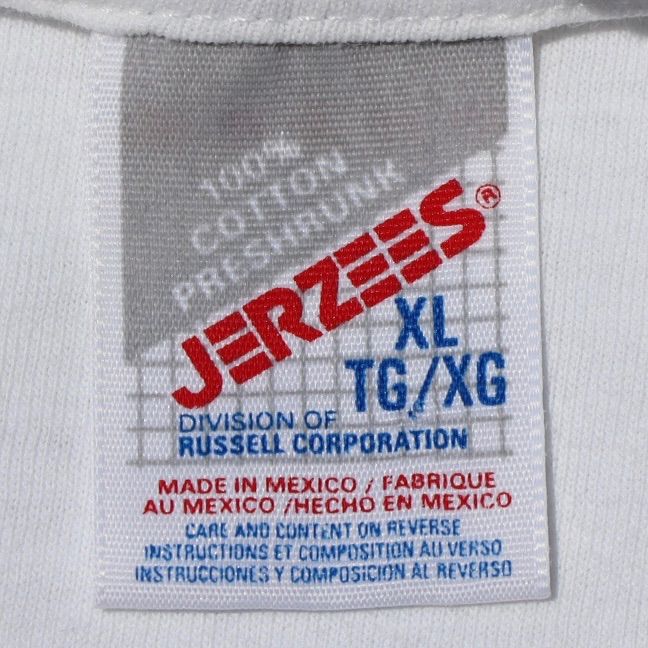 100%
COTTON
PRESHRUNK
JERZEES®
XL
TG/XG
DIVISION OF
RUSSELL CORPORATION
MADE IN MEXICO / FABRIQUE
AU MEXICO /HECHO EN MEXICO
CARE AND CONTENT ON REVERSE
INSTRUCTIONS ET COMPOSITION AU VERSO
INSTRUCCIONES Y COMPOSICION AL REVERSO